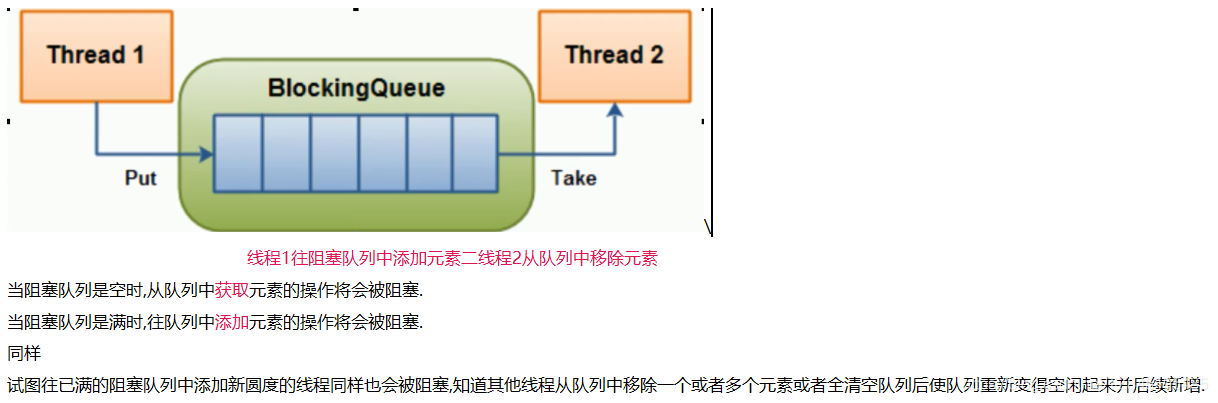 Thread 1
Thread 2
BlockingQueue
Put
Take
\
线程1往阻塞队列中添加元素二线程2从队列中移除元素
当阻塞队列是空时,从队列中获取元素的操作将会被阻塞.
当阻塞队列是满时,往队列中添加元素的操作将会被阻塞.
同样
试图往已满的阻塞队列中添加新圆度的线程同样也会被阻塞,知道其他线程从队列中移除一个或者多个元素或者全清空队列后使队列重新变得空闲起来并后续新增.